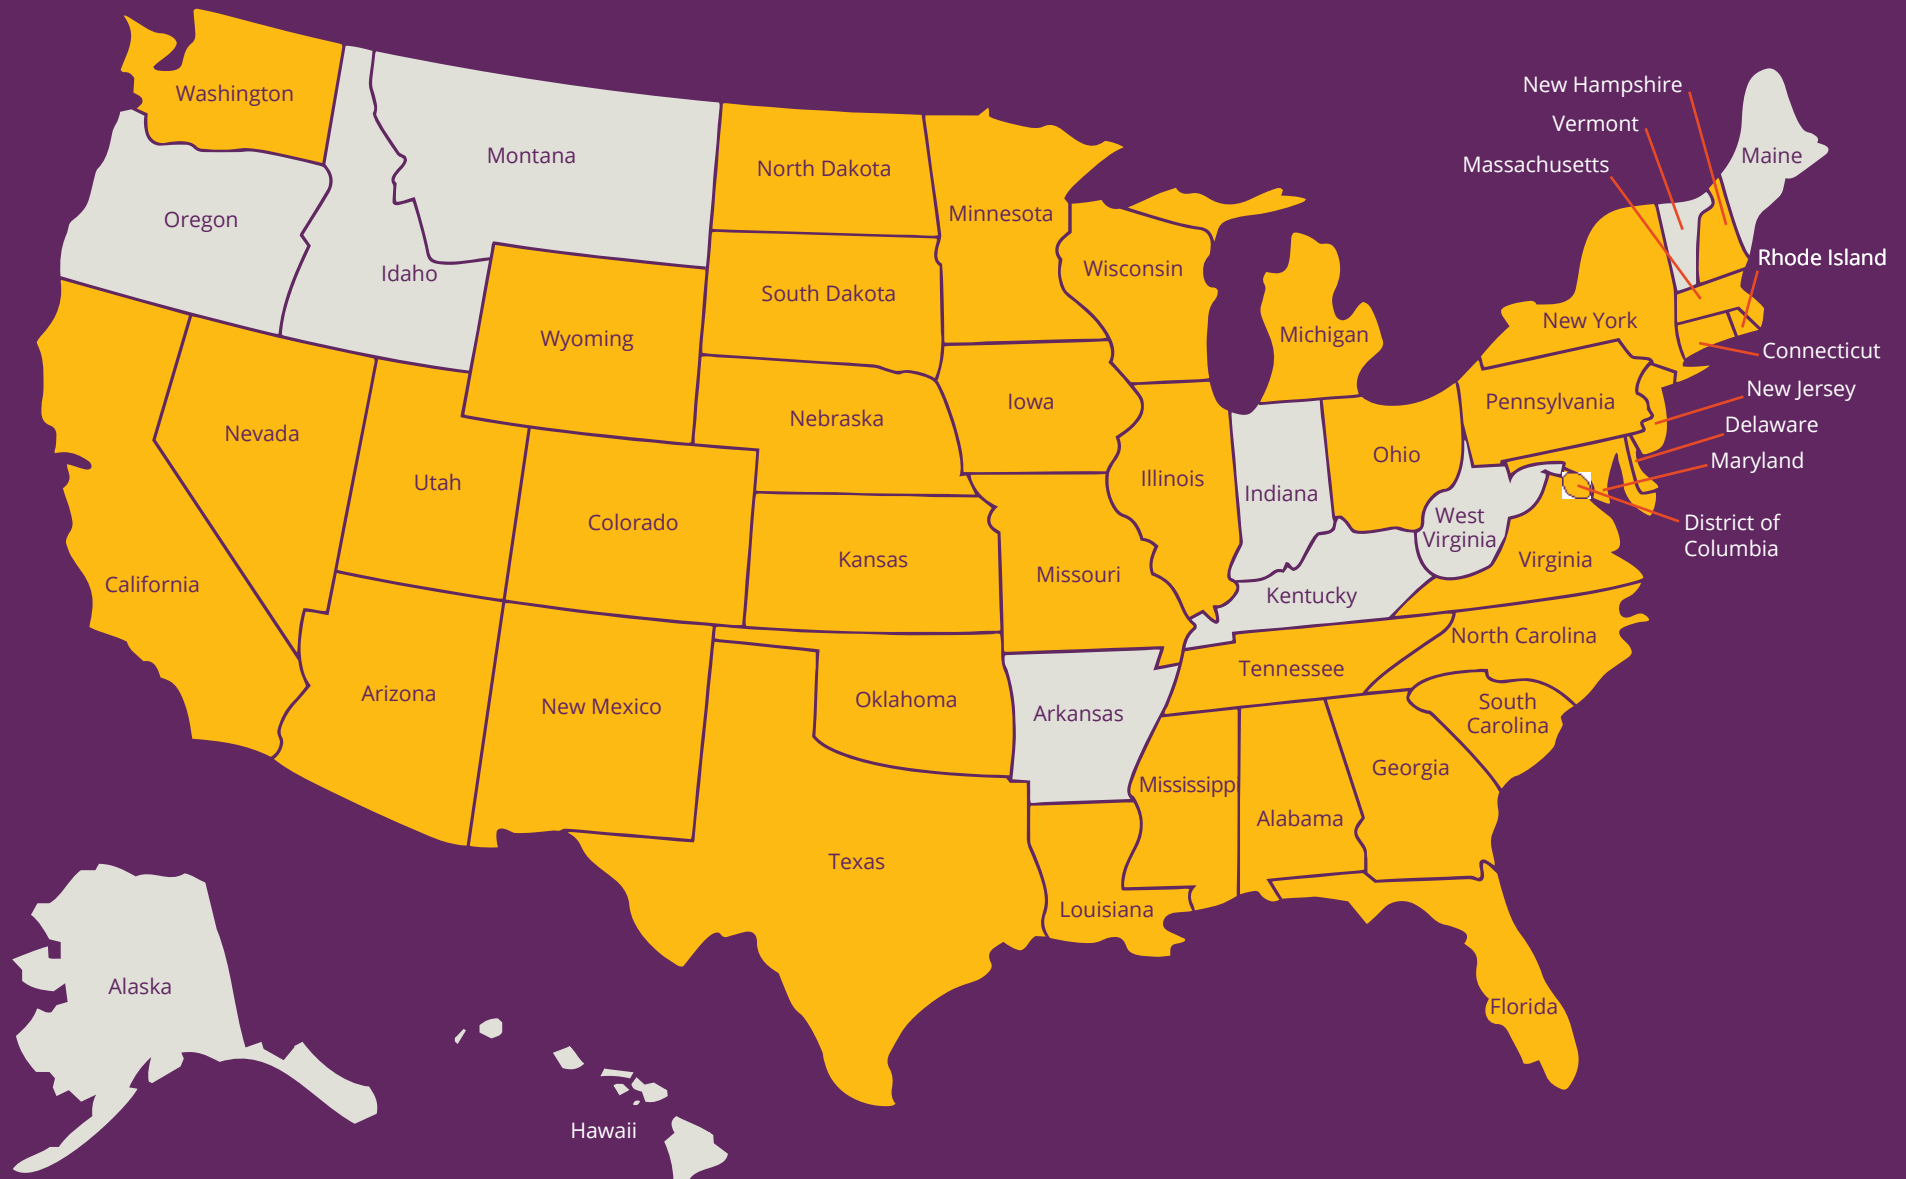 Washington
Oregon
Idaho
Montana
North Dakota
Minnesota
South Dakota
Wisconsin
Wyoming
Michigan
New Hampshire
Vermont
Massachusetts
Maine
Rhode Island
New York
Connecticut
Pennsylvania
New Jersey
Delaware
Maryland
District of
Columbia
Nebraska
Iowa
Nevada
Utah
Colorado
Illinois
Indiana
Ohio
West
Virginia
Virginia
California
Kansas
Missouri
Kentucky
North Carolina
Tennessee
Arizona
New Mexico
Oklahoma
Arkansas
South
Carolina
Mississipp
Georgia
Alabama
Texas
Louisiana
Florida
Alaska
Hawaii